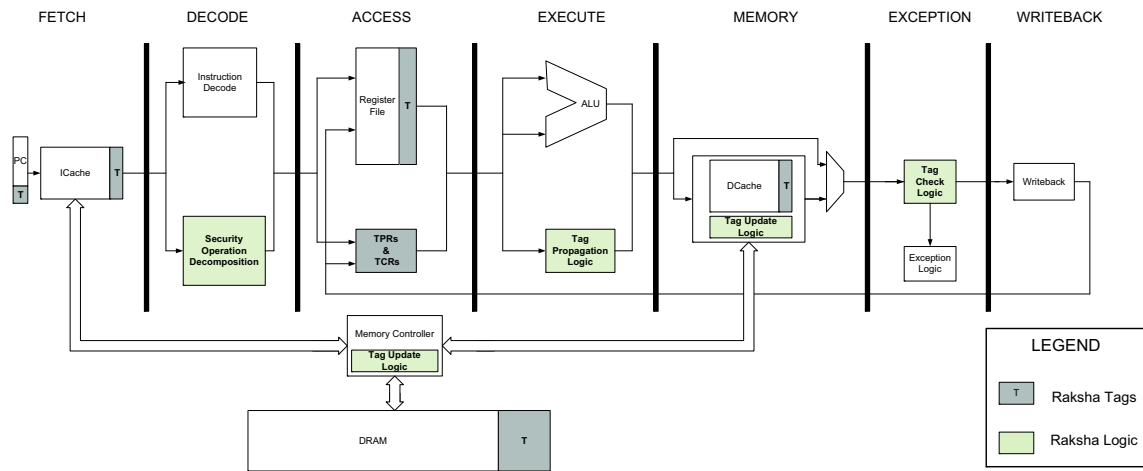 FETCH
DECODE
ACCESS
EXECUTE
MEMORY
EXCEPTION
WRITEBACK
PC
T
ICache
T
Instruction
Decode
Security
Operation
Decomposition
Register
File
T
TPRs
&
TCRs
ALU
Tag
Propagation
Logic
DCache
T
Tag Update
Logic
Tag
Check
Logic
Exception
Logic
Writeback
Memory Controller
Tag Update
Logic
DRAM
T
LEGEND
T
Raksha Tags
Raksha Logic